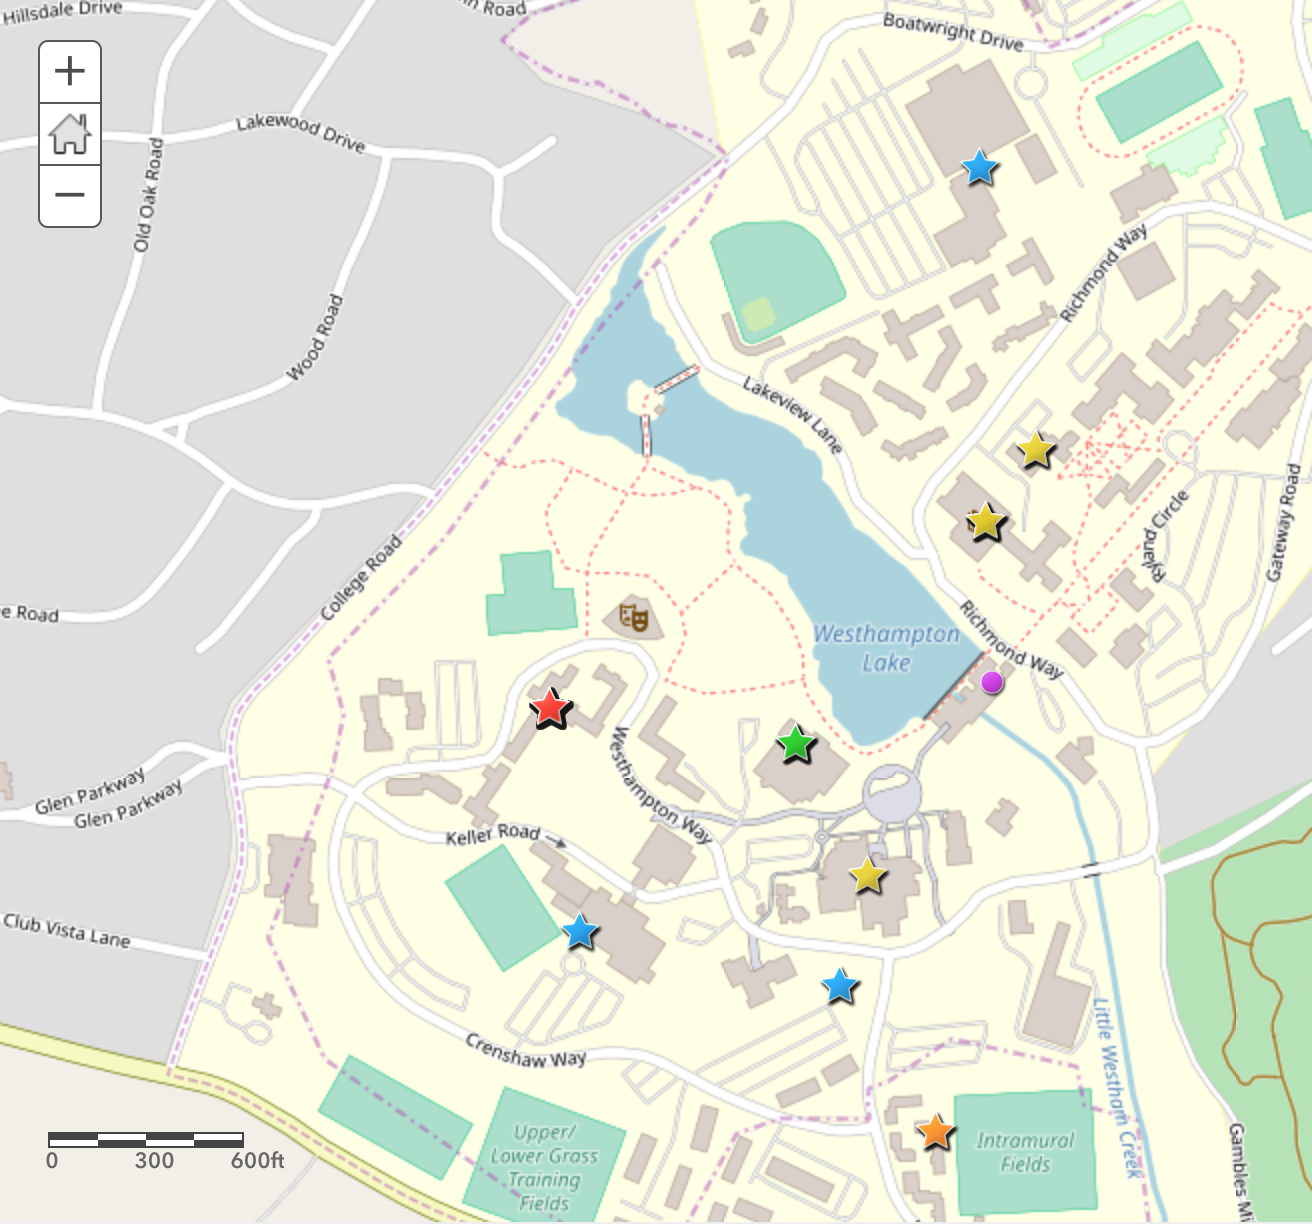 Hillsdale Drive
Road
Boatwright Drive
+
Lakewood Drive
−
Old Oak Road
Richmond Way
Wood Road
Lakeview Lane
Gateway Road
Ryland Circle
College Road
e Road
Westhampton
Lake
Richmond Way
Westhampton Way
Glen Parkway
Glen Parkway
Keller Road
Club Vista Lane
Crenshaw Way
Little Westham Creek
Upper/
Lower Grass
Training
Fields
Intramural
Fields
Gambles Mi
0 300 600ft